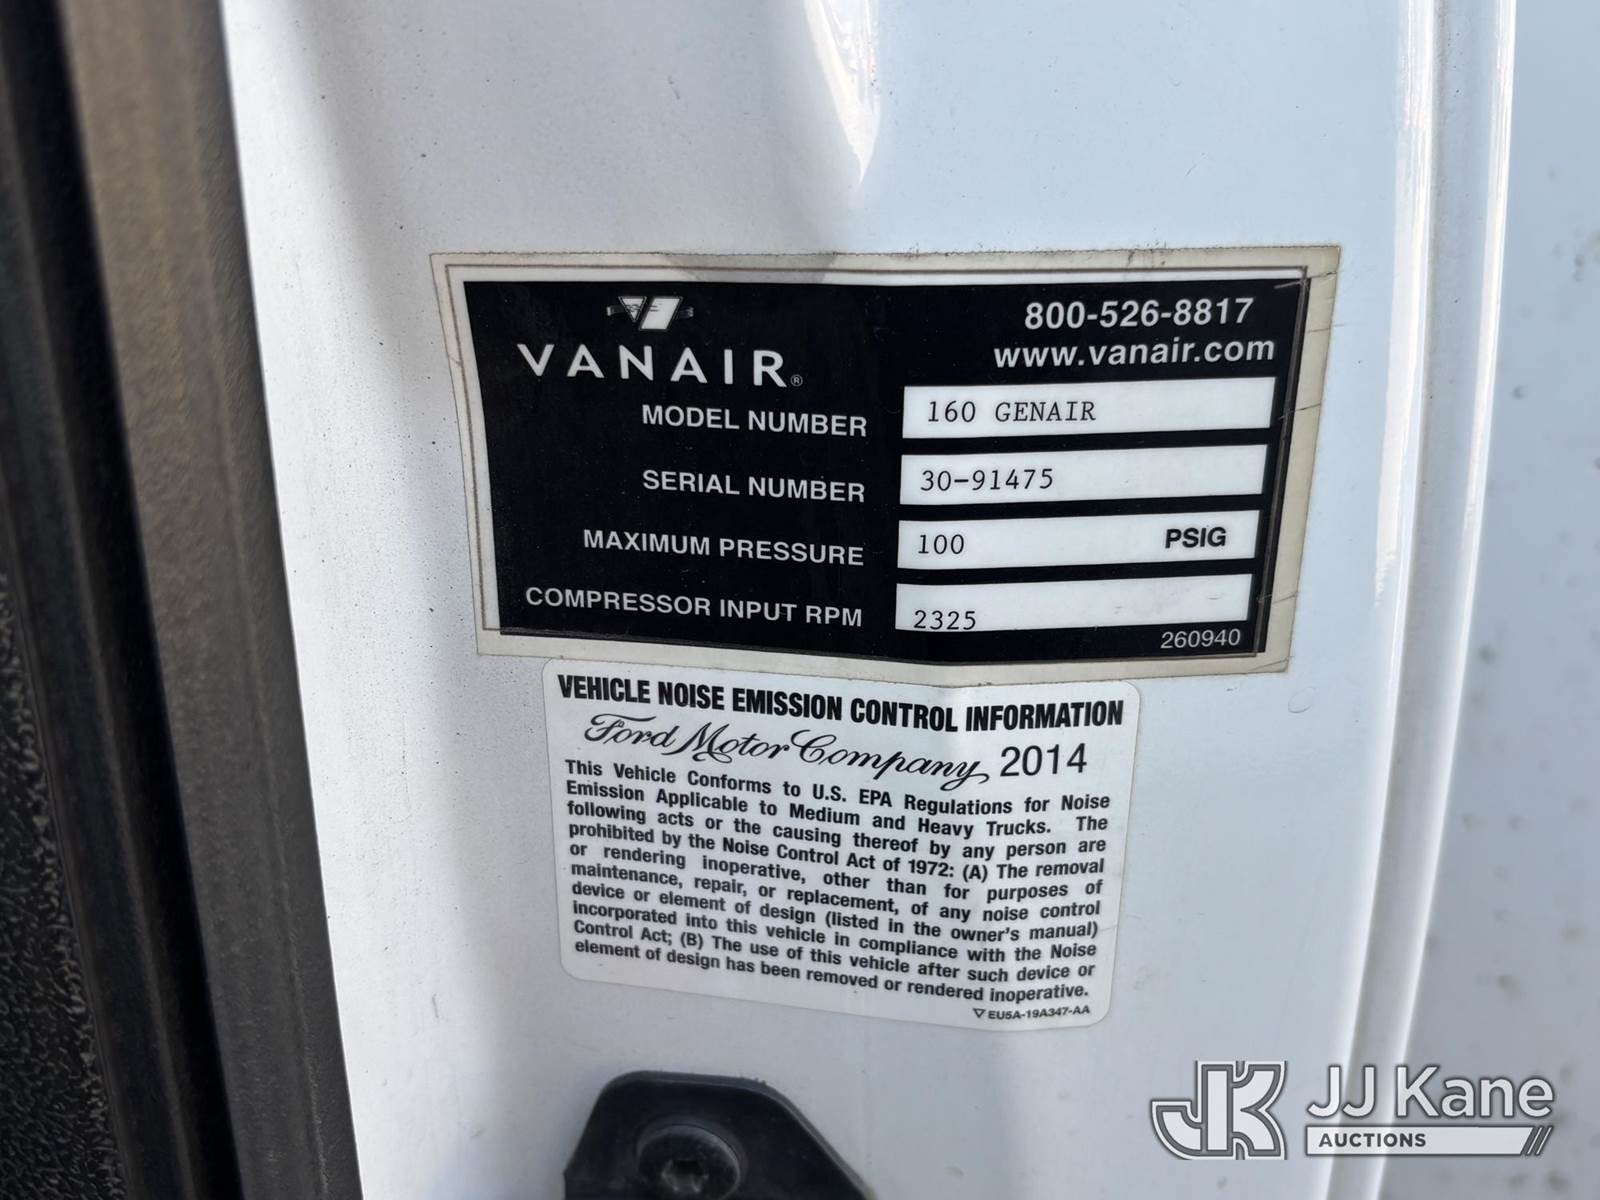 VANAIR®
800-526-8817
www.vanair.com
MODEL NUMBER 160 GENAIR
SERIAL NUMBER 30-91475
MAXIMUM PRESSURE 100 PSIG
COMPRESSOR INPUT RPM 2325
260940
VEHICLE NOISE EMISSION CONTROL INFORMATION
Ford Motor Company 2014
This Vehicle Conforms to U.S. EPA Regulations for Noise
Emission Applicable to Medium and Heavy Trucks. The
following acts or the causing thereof by any person are
prohibited by the Noise Control Act of 1972: (A) The removal
or rendering inoperative, other than for purposes of
maintenance, repair, or replacement, of any noise control
device or element of design (listed in the owner's manual)
incorporated into this vehicle in compliance with the Noise
Control Act; (B) The use of this vehicle after such device or
element of design has been removed or rendered inoperative.
EU5A-19A347-AA
JK JJ Kane
AUCTIONS